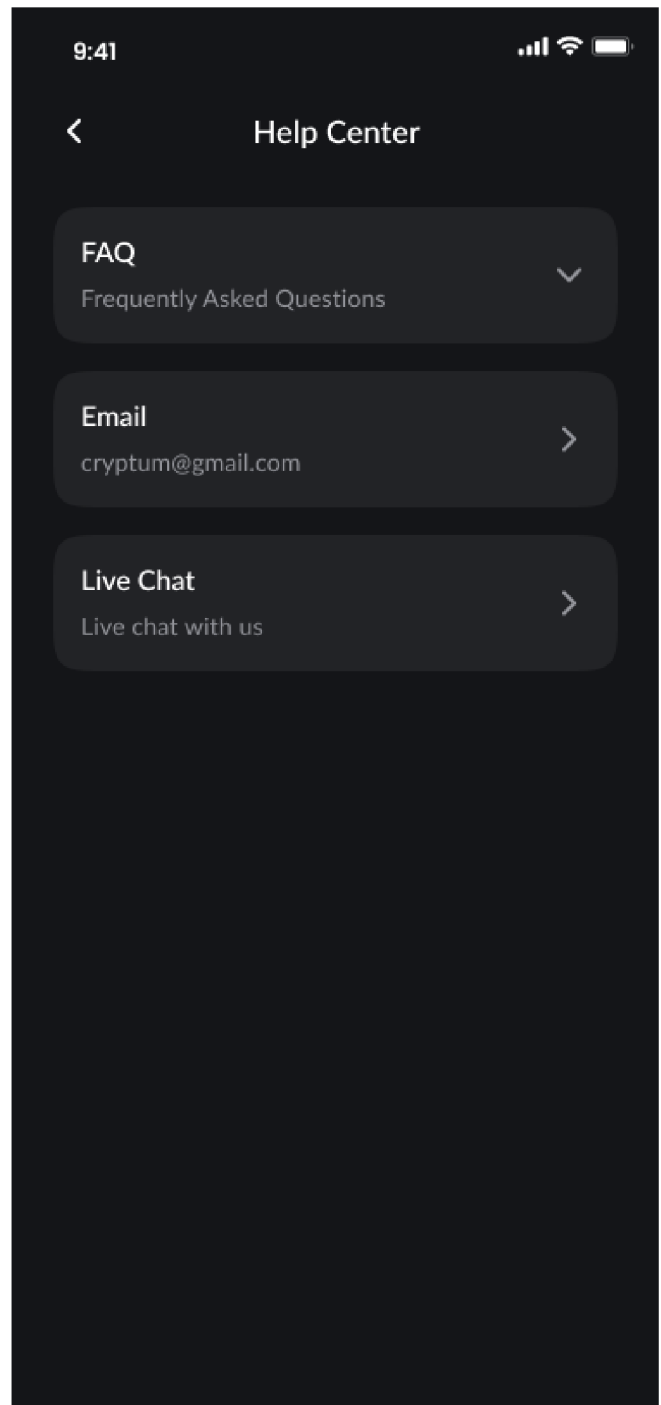 9:41
Help Center
FAQ
Frequently Asked Questions
Email
cryptum@gmail.com
Live Chat
Live chat with us